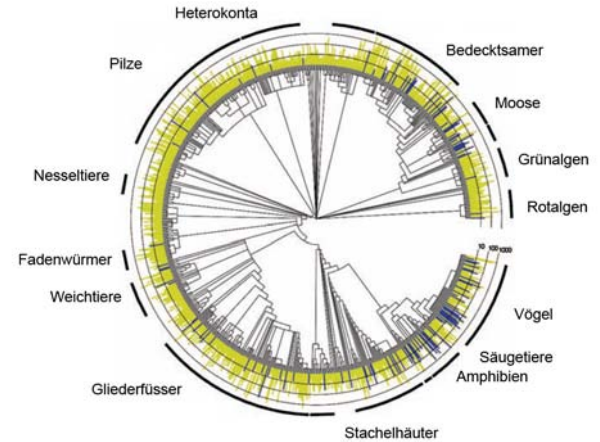 Heterokonta
Bedecktsamer
Pilze
Moose
Grünalgen
Nesseltiere
Rotalgen
10 100 1000
Fadenwürmer
Weichtiere
Vögel
Säugetiere
Amphibien
Gliederfüsser
Stachelhäuter